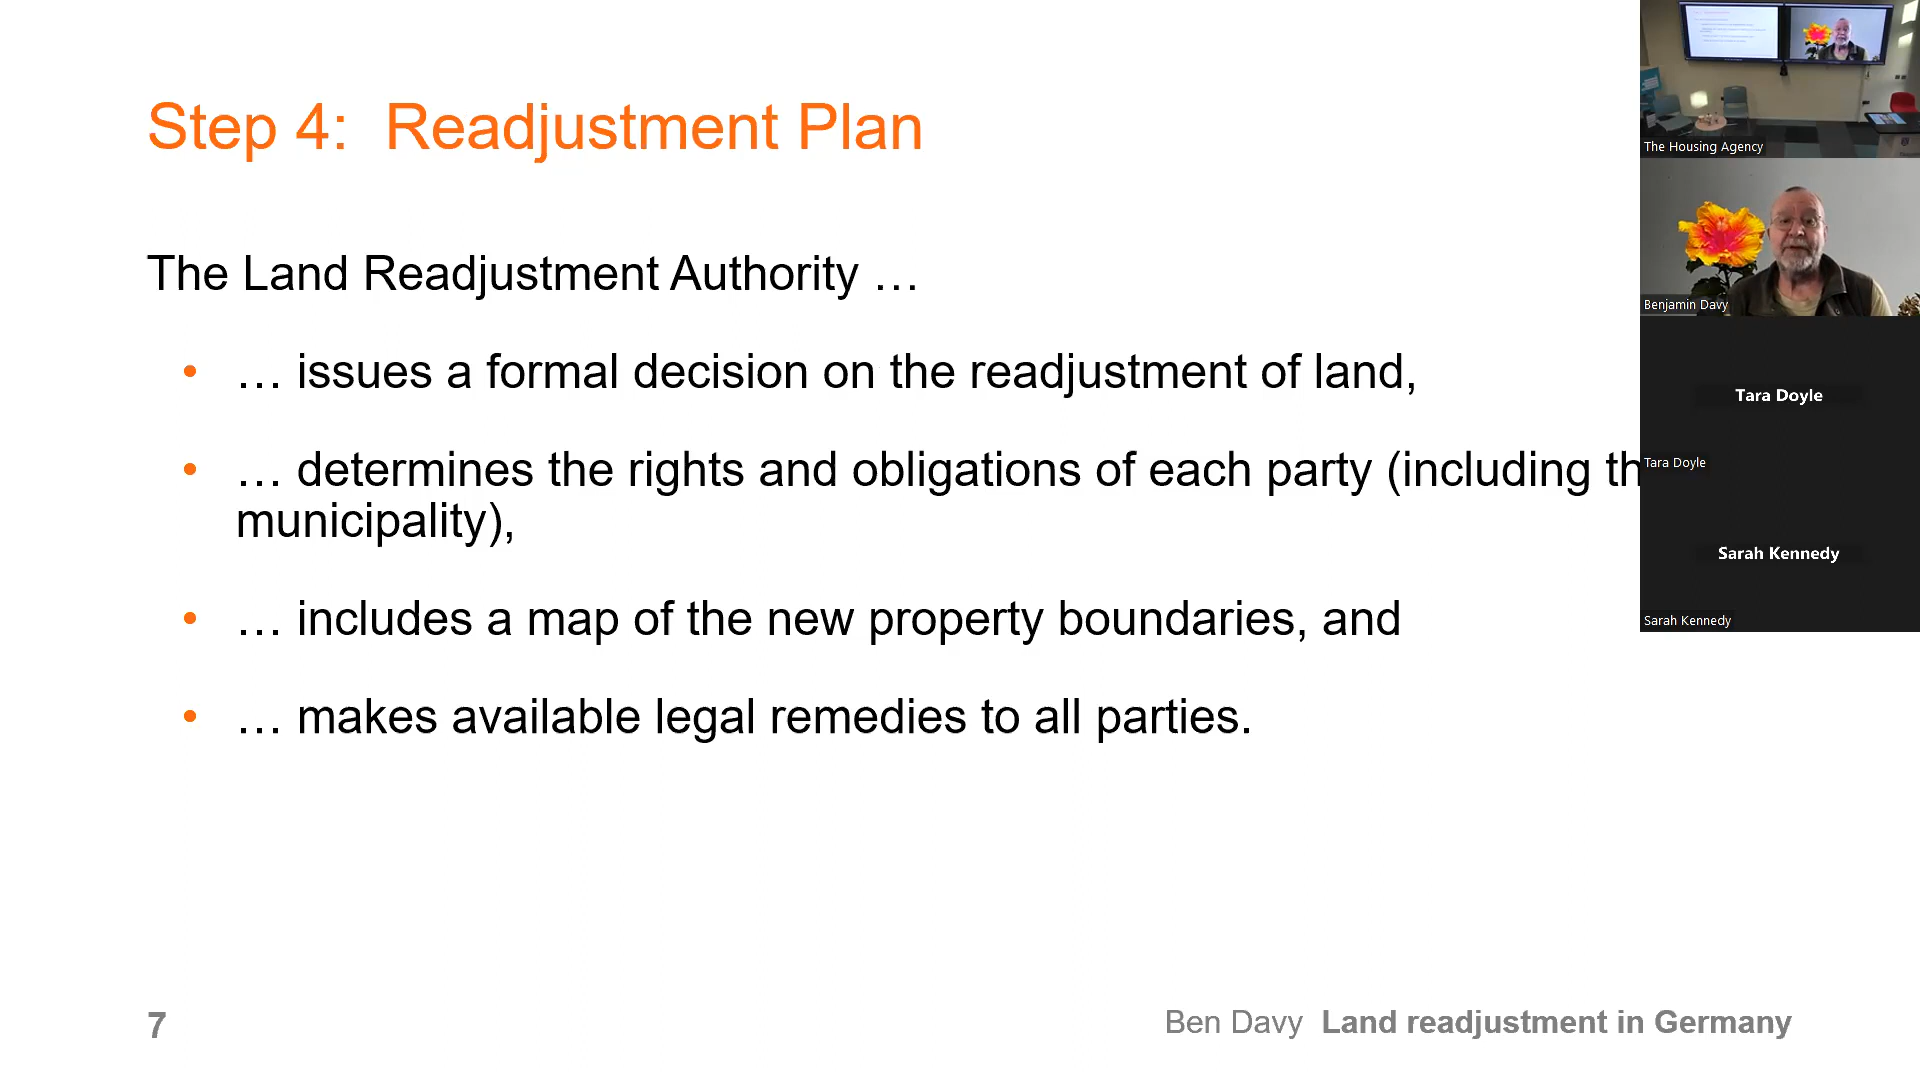 Step 4: Readjustment Plan
The Land Readjustment Authority …
• … issues a formal decision on the readjustment of land,
• … determines the rights and obligations of each party (including th
municipality),
• … includes a map of the new property boundaries, and
• … makes available legal remedies to all parties.
7
Ben Davy Land readjustment in Germany
The Housing Agency
Benjamin Davy
Tara Doyle
Tara Doyle
Sarah Kennedy
Sarah Kennedy